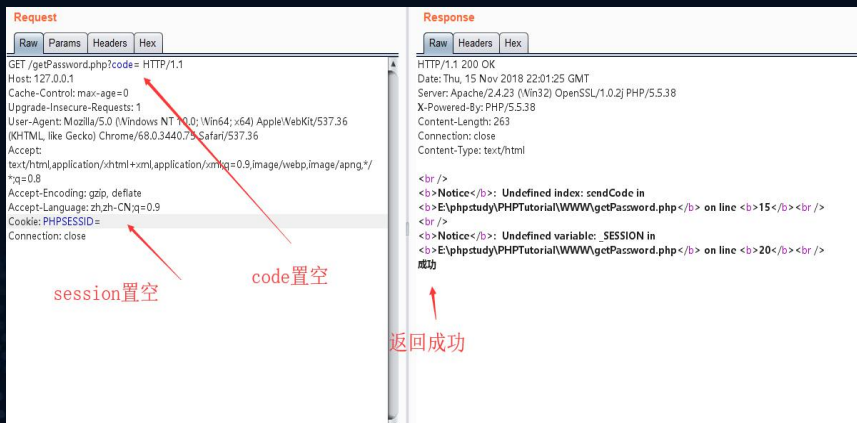 Request
Raw Params Headers Hex
GET /getPassword.php?code= HTTP/1.1
Host: 127.0.0.1
Cache-Control: max-age=0
Upgrade-Insecure-Requests: 1
User-Agent: Mozilla/5.0 (Windows NT 10.0; Win64; x64) AppleWebKit/537.36
(KHTML, like Gecko) Chrome/68.0.3440.75 Safari/537.36
Accept:
text/html,application/xhtml+xml,application/xml;q=0.9,image/webp,image/apng,*/
*;q=0.8
Accept-Encoding: gzip, deflate
Accept-Language: zh,zh-CN;q=0.9
Cookie: PHPSESSID=
Connection: close
code置空
session置空
Response
Raw Headers Hex
HTTP/1.1 200 OK
Date: Thu, 15 Nov 2018 22:01:25 GMT
Server: Apache/2.4.23 (Win32) OpenSSL/1.0.2j PHP/5.5.38
X-Powered-By: PHP/5.5.38
Content-Length: 263
Connection: close
Content-Type: text/html
<br />
<b>Notice</b>:  Undefined index: sendCode in
<b>E:\phpstudy\PHPTutorial\WWW\getPassword.php</b> on line <b>15</b><br />
<br />
<b>Notice</b>:  Undefined variable: _SESSION in
<b>E:\phpstudy\PHPTutorial\WWW\getPassword.php</b> on line <b>20</b><br />
成功
返回成功